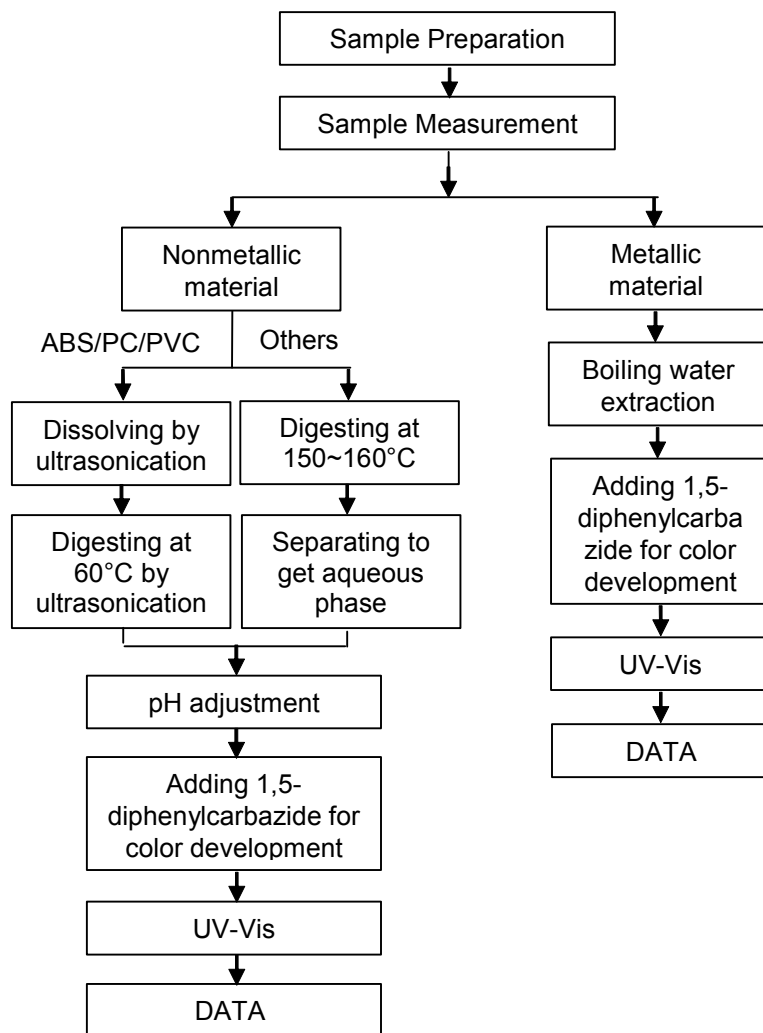 Sample Preparation
Sample Measurement
Nonmetallic
material
ABS/PC/PVC
Others
Dissolving by
ultrasonication
Digesting at
150~160°C
Digesting at
60°C by
ultrasonication
Separating to
get aqueous
phase
pH adjustment
Adding 1,5-
diphenylcarbazide for
color development
UV-Vis
DATA
Metallic
material
Boiling water
extraction
Adding 1,5-
diphenylcarba
zide for color
development
UV-Vis
DATA